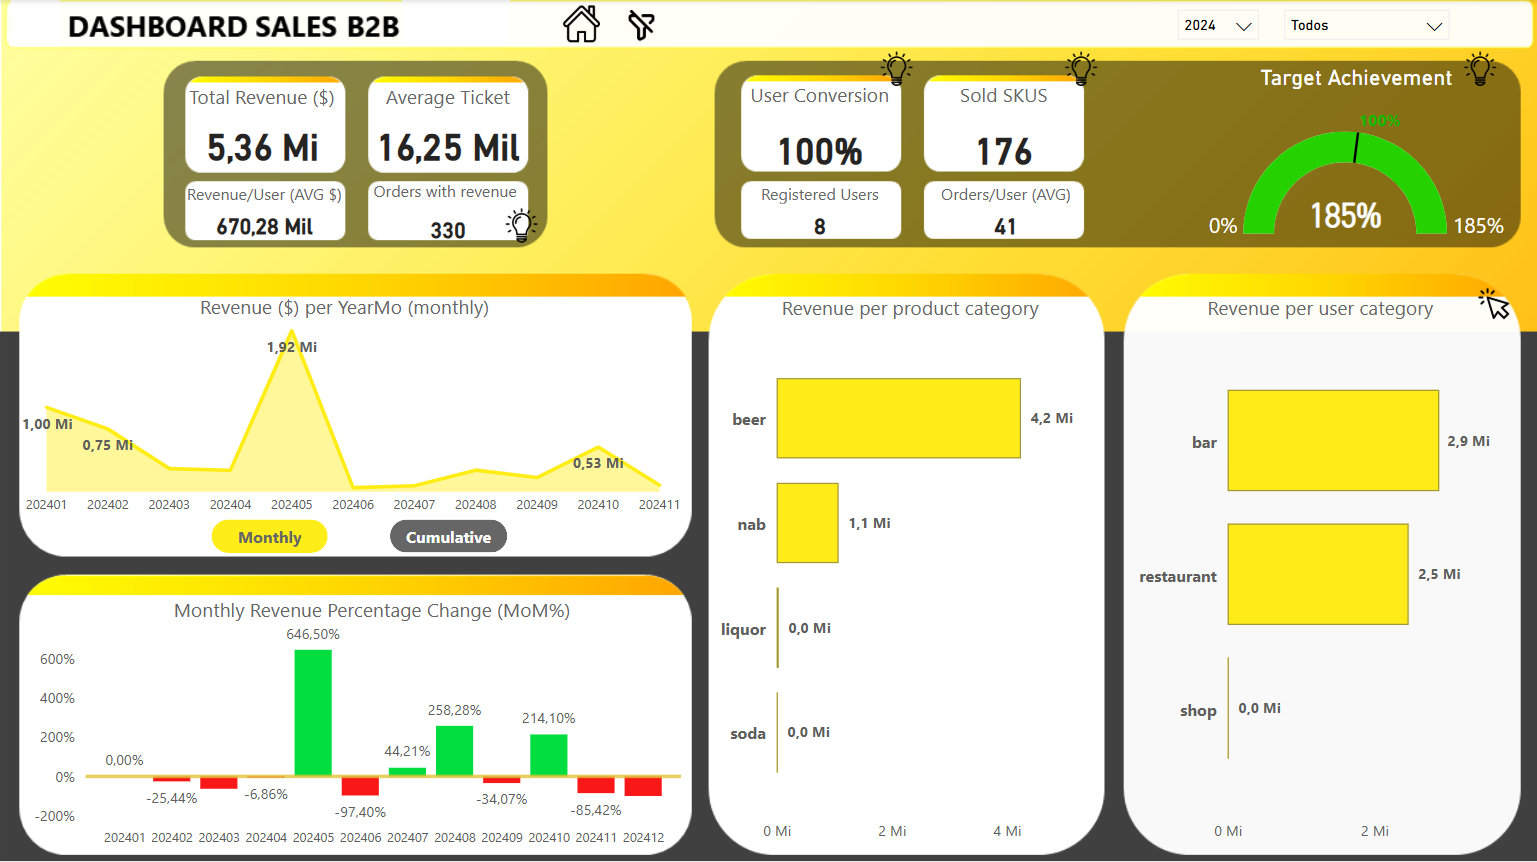 DASHBOARD SALES B2B
2024
Todos
Total Revenue ($)
5,36 Mi
Average Ticket
16,25 Mil
Revenue/User (AVG $)
670,28 Mil
Orders with revenue
330
User Conversion
100%
Sold SKUS
176
Registered Users
8
Orders/User (AVG)
41
Target Achievement
100%
0%
185%
185%
Revenue ($) per YearMo (monthly)
1,92 Mi
1,00 Mi
0,75 Mi
0,53 Mi
202401 202402 202403 202404 202405 202406 202407 202408 202409 202410 202411
Monthly
Cumulative
Monthly Revenue Percentage Change (MoM%)
646,50%
600%
400%
258,28%
214,10%
200%
44,21%
0,00%
0%
-25,44%
-6,86%
-34,07%
-97,40%
-85,42%
-200%
202401 202402 202403 202404 202405 202406 202407 202408 202409 202410 202411 202412
Revenue per product category
beer 4,2 Mi
nab 1,1 Mi
liquor 0,0 Mi
soda 0,0 Mi
0 Mi 2 Mi 4 Mi
Revenue per user category
bar 2,9 Mi
restaurant 2,5 Mi
shop 0,0 Mi
0 Mi 2 Mi